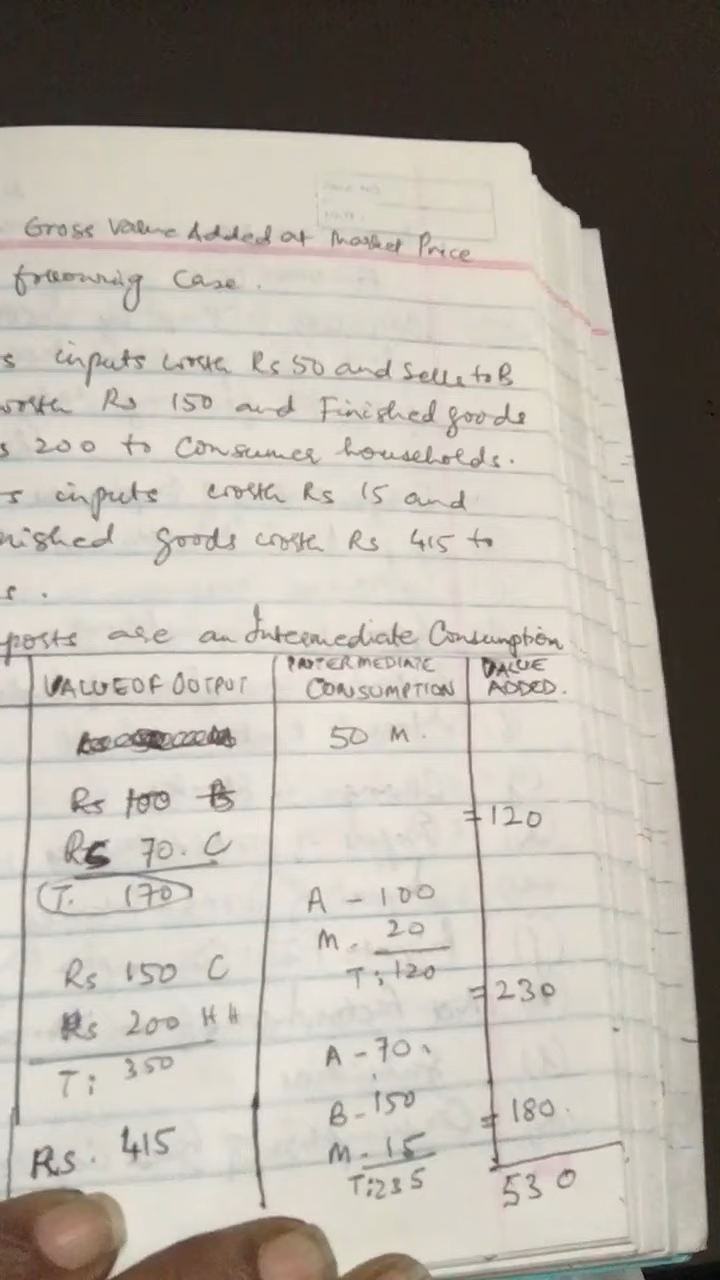 Gross Value Added at Market Price
following case.
s inputs worth Rs 50 and sells to B
worth Rs 150 and Finished goods
s 200 to Consumer households.
s inputs worth Rs 15 and
nished goods worth Rs 415 to
s.
posts are an Intermediate Consumption
VALUE OF OUTPUT INTERMEDIATE CONSUMPTION VALUE ADDED.
50 M.
Rs 100 B
= 120
Rs 70. C
T. 170
A - 100
M. 20
T: 120
Rs 150 C
= 230
Rs 200 HH
T: 350
A - 70
B - 150
= 180.
Rs. 415
M. 15
T: 235
530